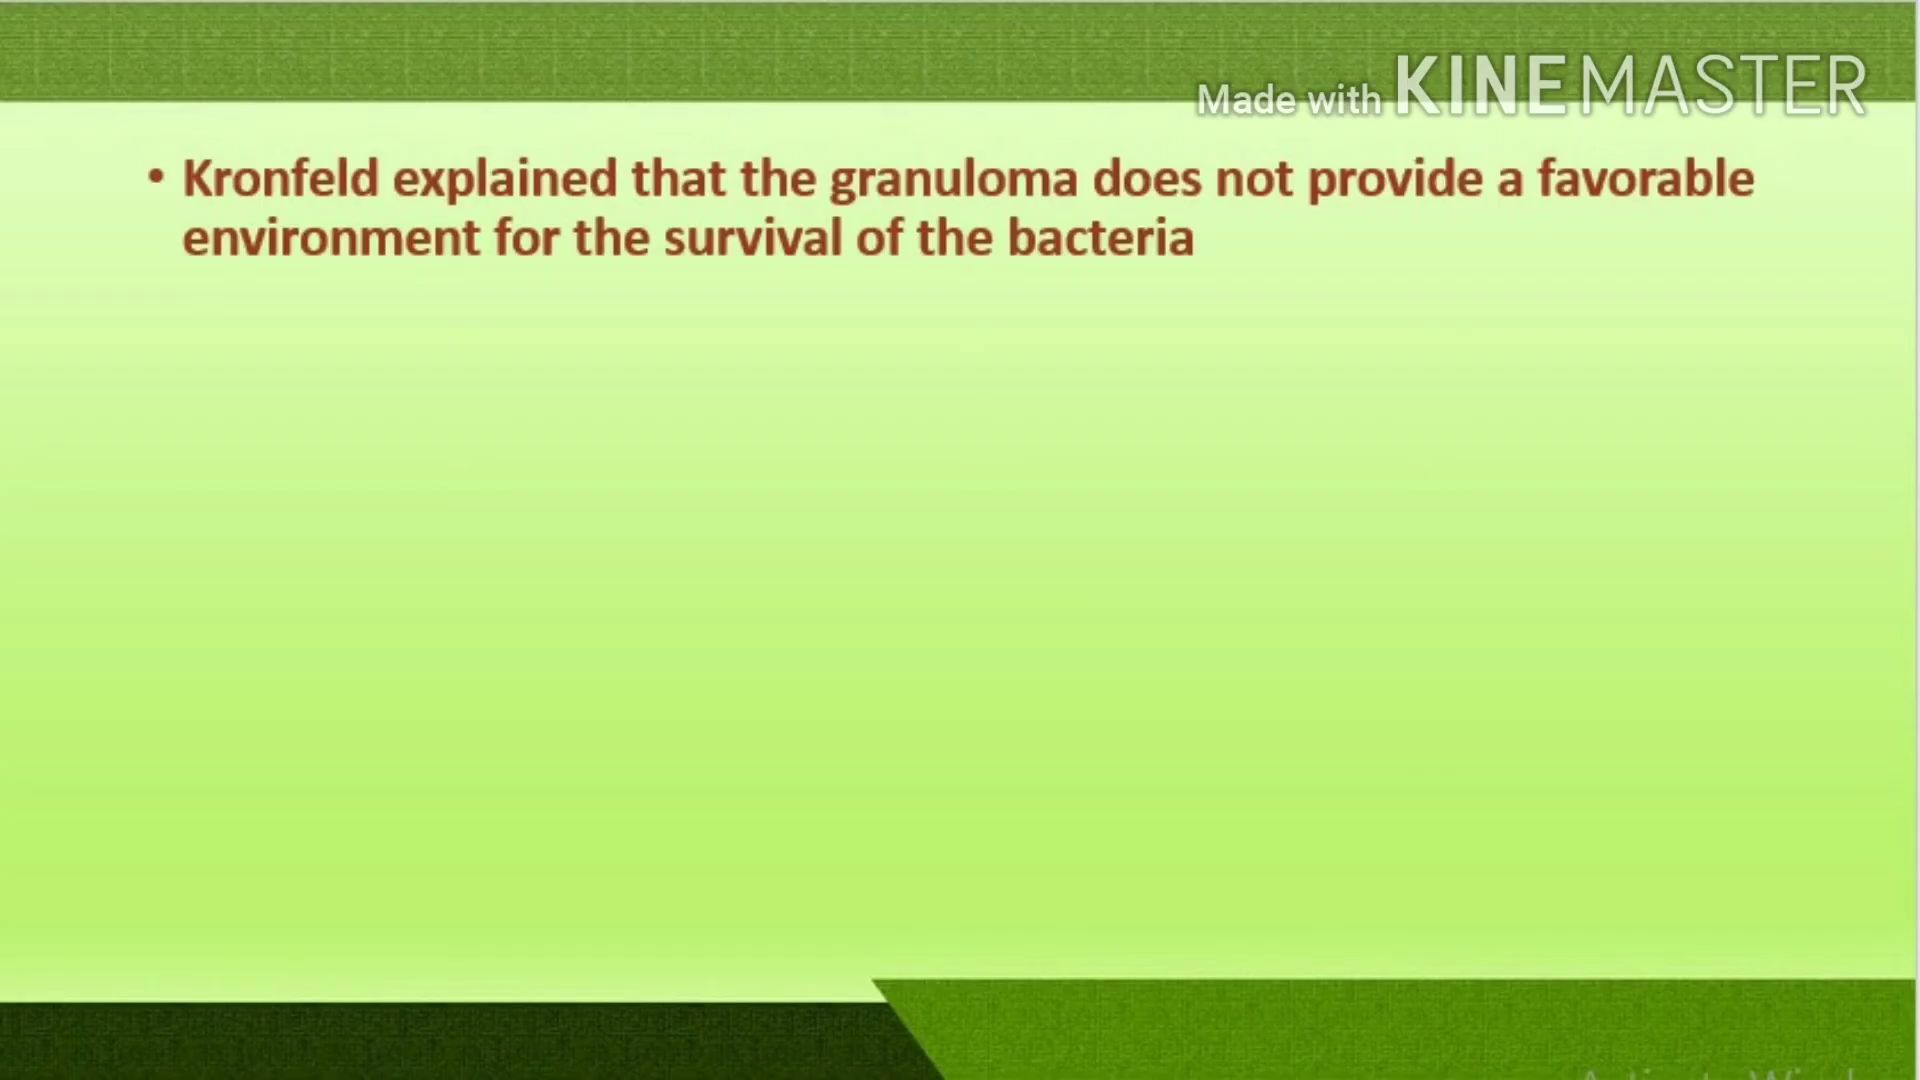 Made with KINEMASTER
• Kronfeld explained that the granuloma does not provide a favorable
environment for the survival of the bacteria